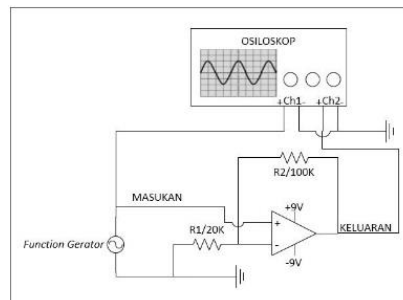 OSILOSKOP
+Ch1- +Ch2-
R2/100K
MASUKAN
+9V
R1/20K
+
-
KELUARAN
Function Gerator
-9V